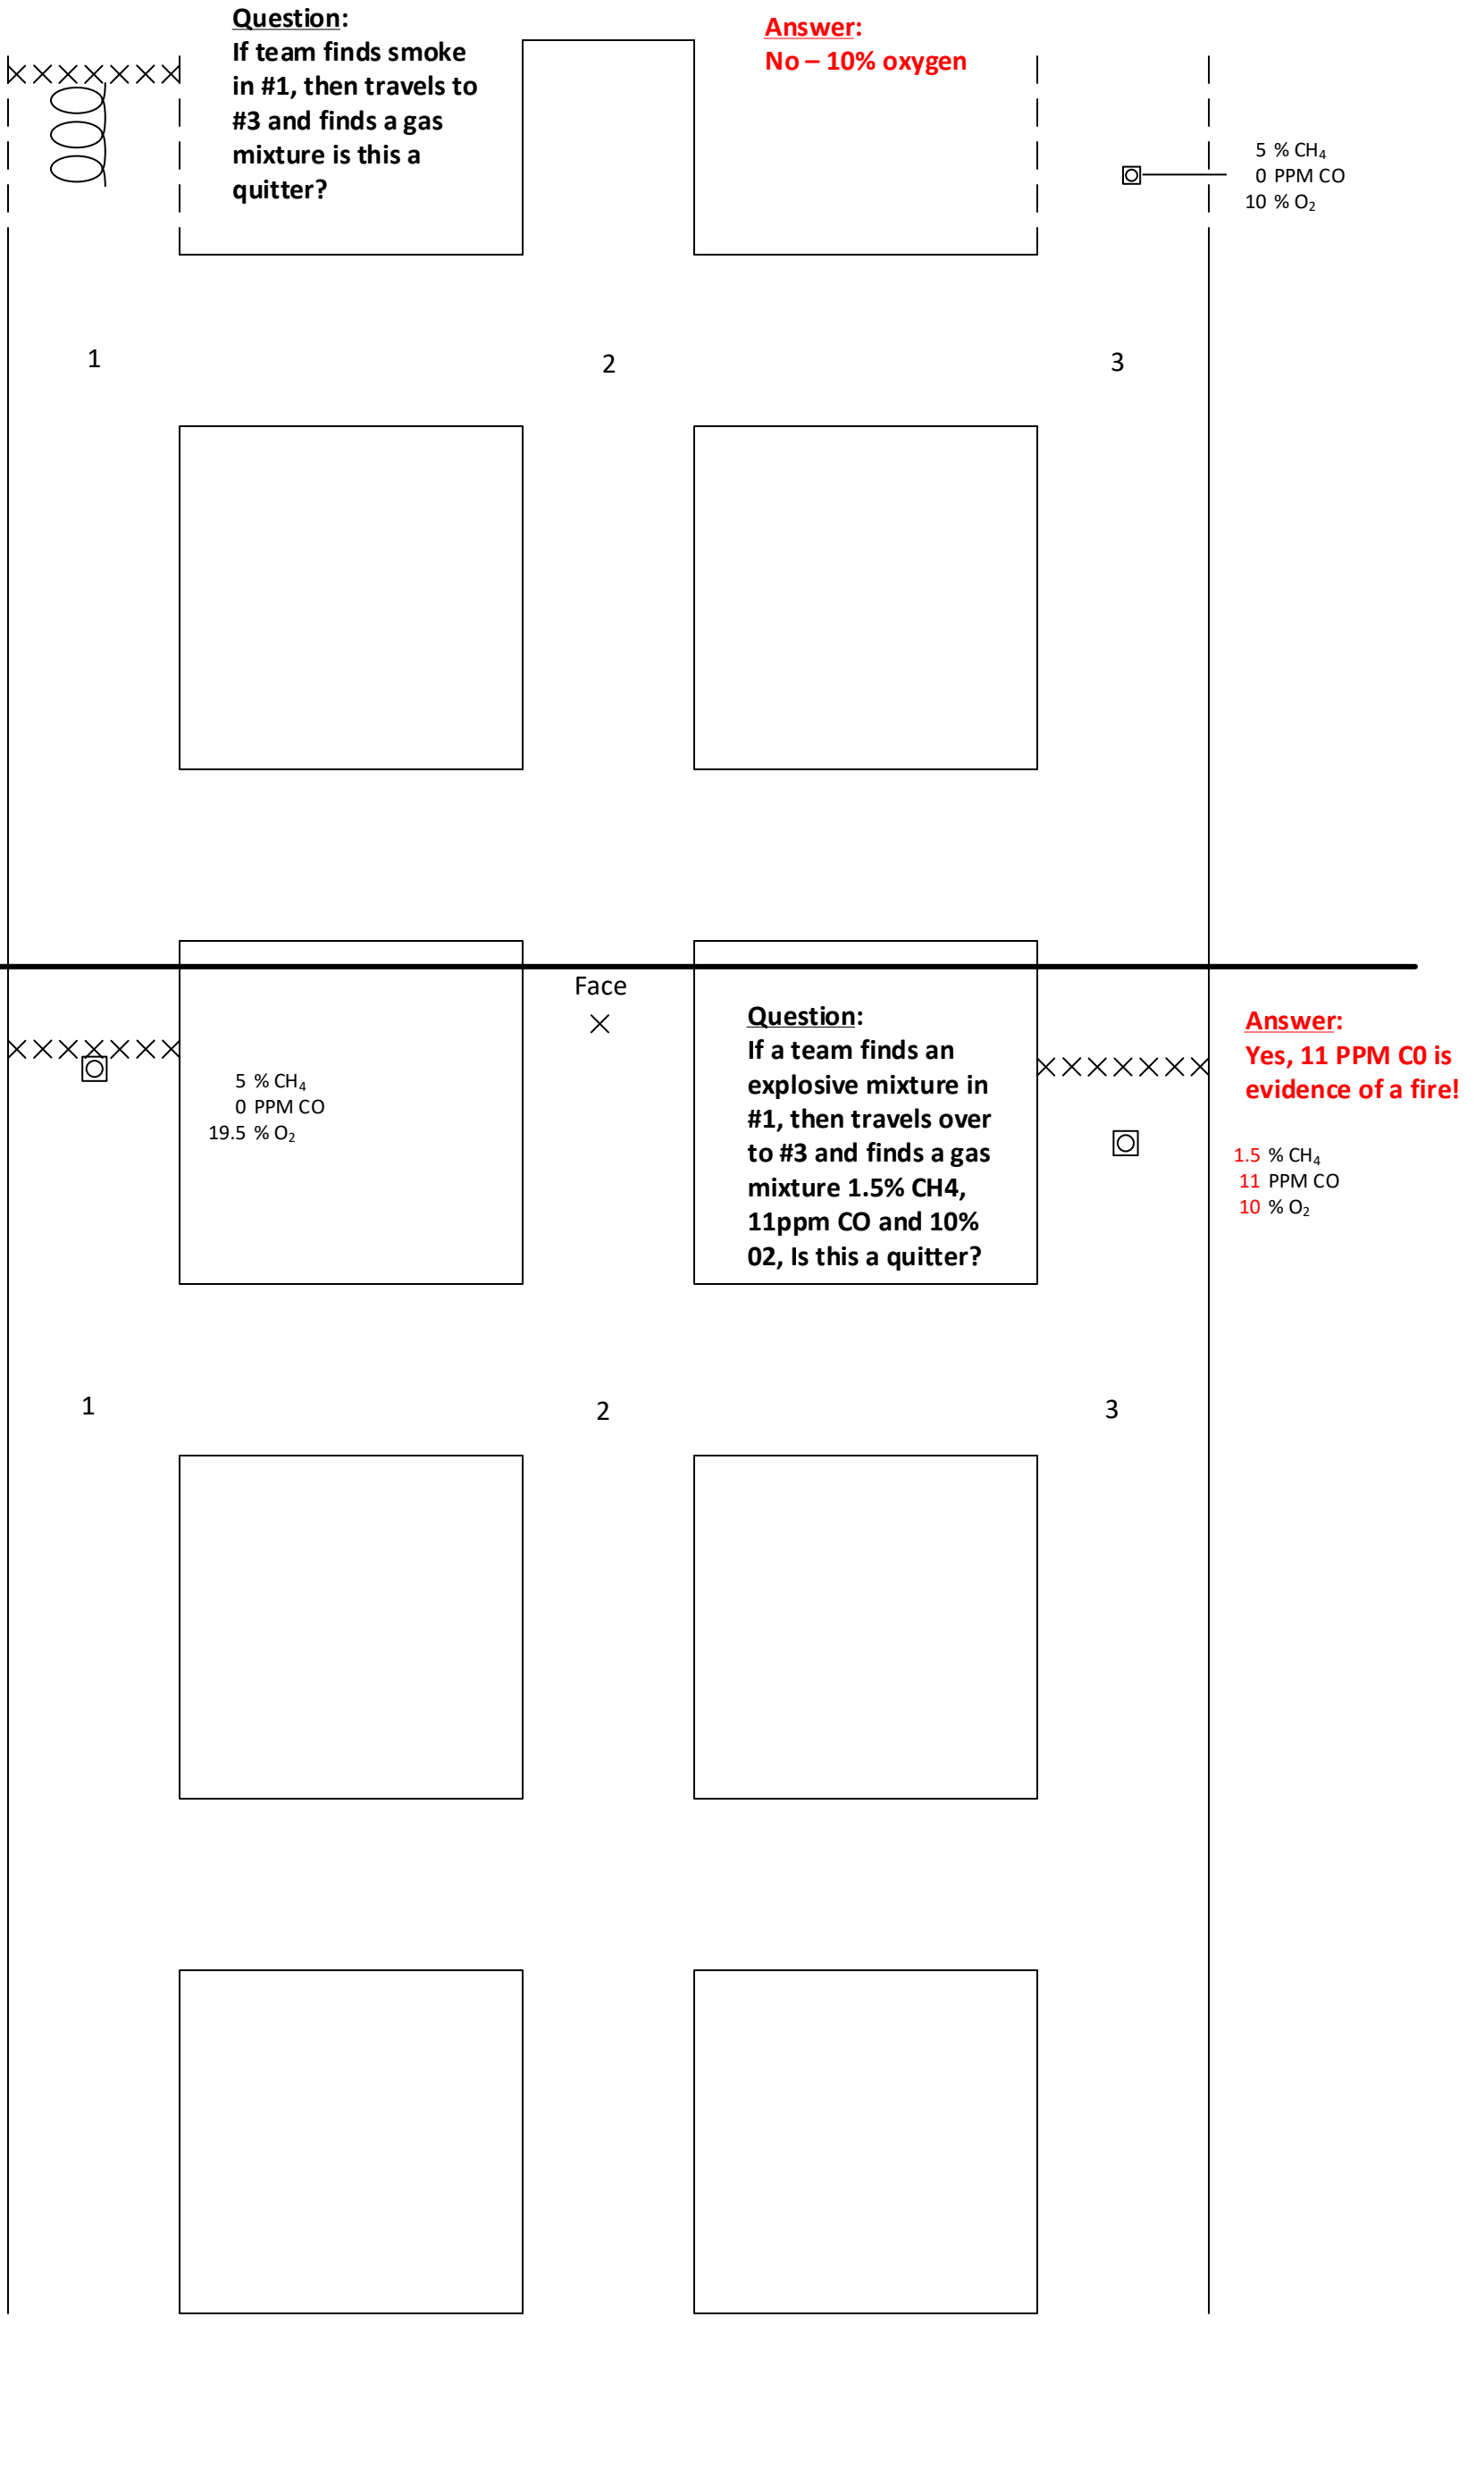 Question:
If team finds smoke
in #1, then travels to
#3 and finds a gas
mixture is this a
quitter?
Answer:
No – 10% oxygen
5 % CH₄
0 PPM CO
10 % O₂
1
2
3
Face
5 % CH₄
0 PPM CO
19.5 % O₂
Question:
If a team finds an
explosive mixture in
#1, then travels over
to #3 and finds a gas
mixture 1.5% CH4,
11ppm CO and 10%
02, Is this a quitter?
Answer:
Yes, 11 PPM C0 is
evidence of a fire!
1.5 % CH₄
11 PPM CO
10 % O₂
1
2
3